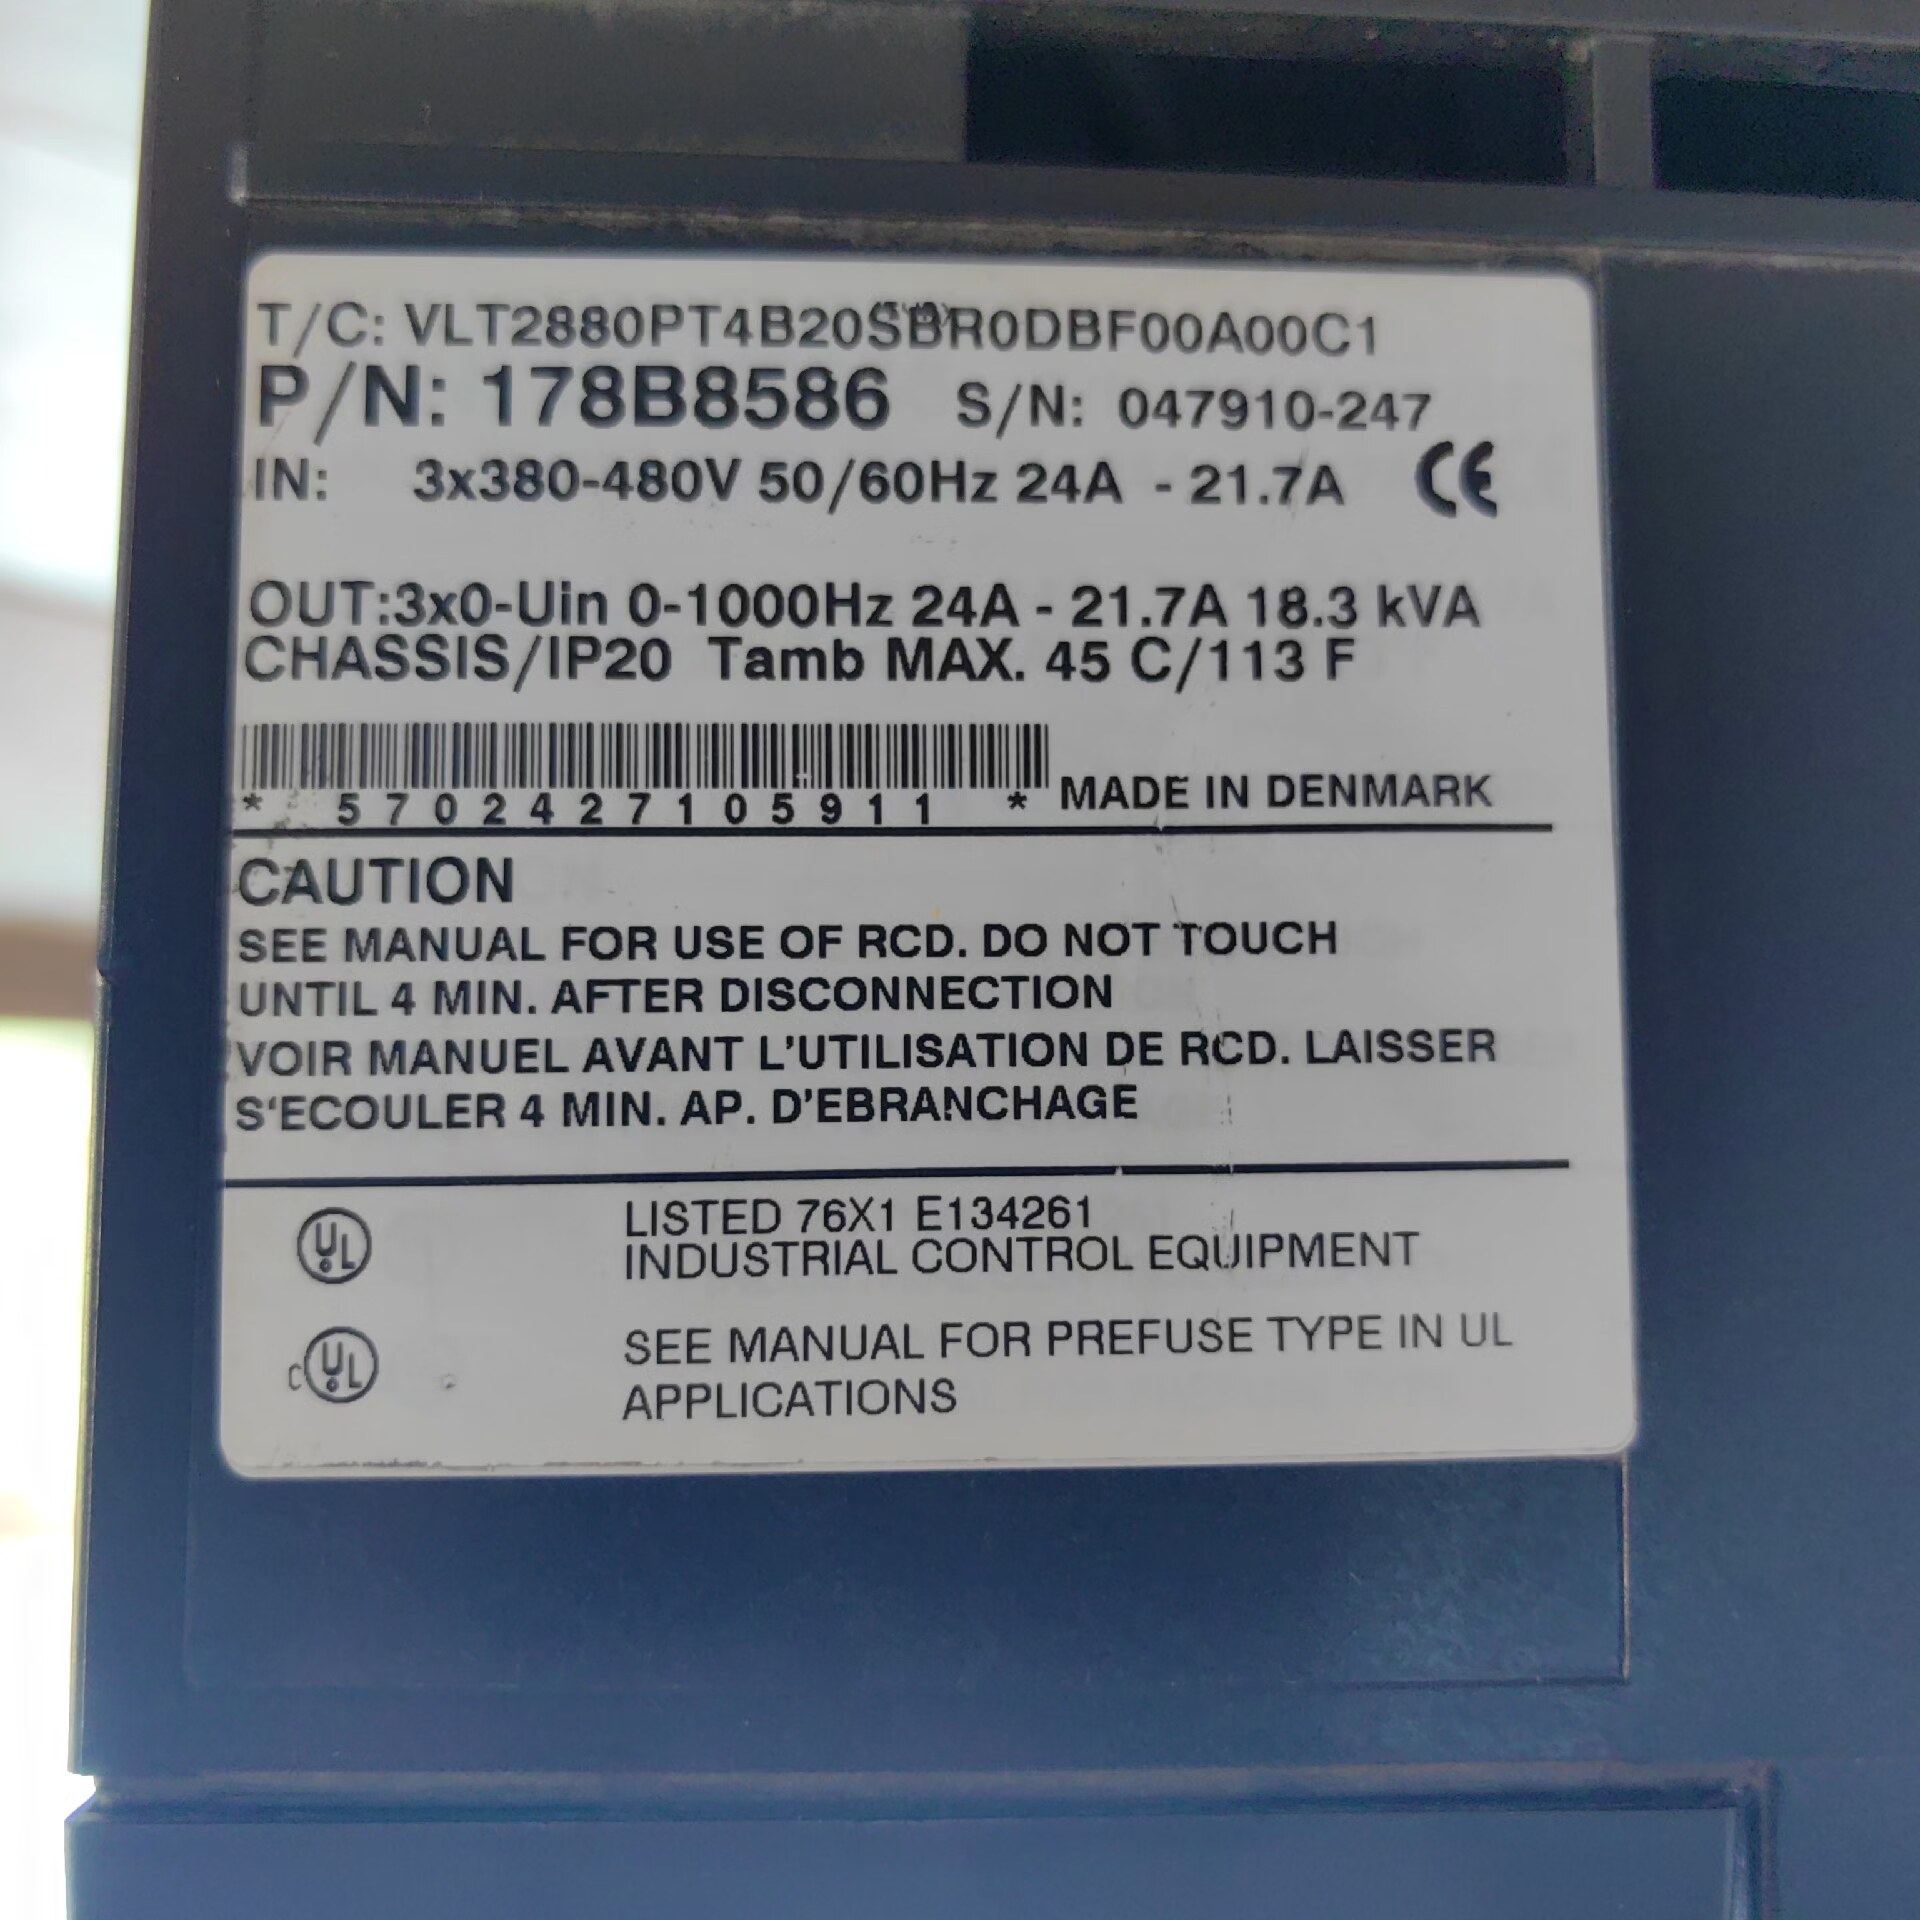 T/C: VLT2880PT4B20SBR0DBF00A00C1
P/N: 178B8586 S/N: 047910-247
IN: 3x380-480V 50/60Hz 24A - 21.7A CE
OUT:3x0-Uin 0-1000Hz 24A - 21.7A 18.3 kVA
CHASSIS/IP20 Tamb MAX. 45 C/113 F
* 5702427105911 * MADE IN DENMARK
CAUTION
SEE MANUAL FOR USE OF RCD. DO NOT TOUCH
UNTIL 4 MIN. AFTER DISCONNECTION
VOIR MANUEL AVANT L'UTILISATION DE RCD. LAISSER
S'ECOULER 4 MIN. AP. D'EBRANCHAGE
UL LISTED 76X1 E134261
INDUSTRIAL CONTROL EQUIPMENT
c UL SEE MANUAL FOR PREFUSE TYPE IN UL
APPLICATIONS